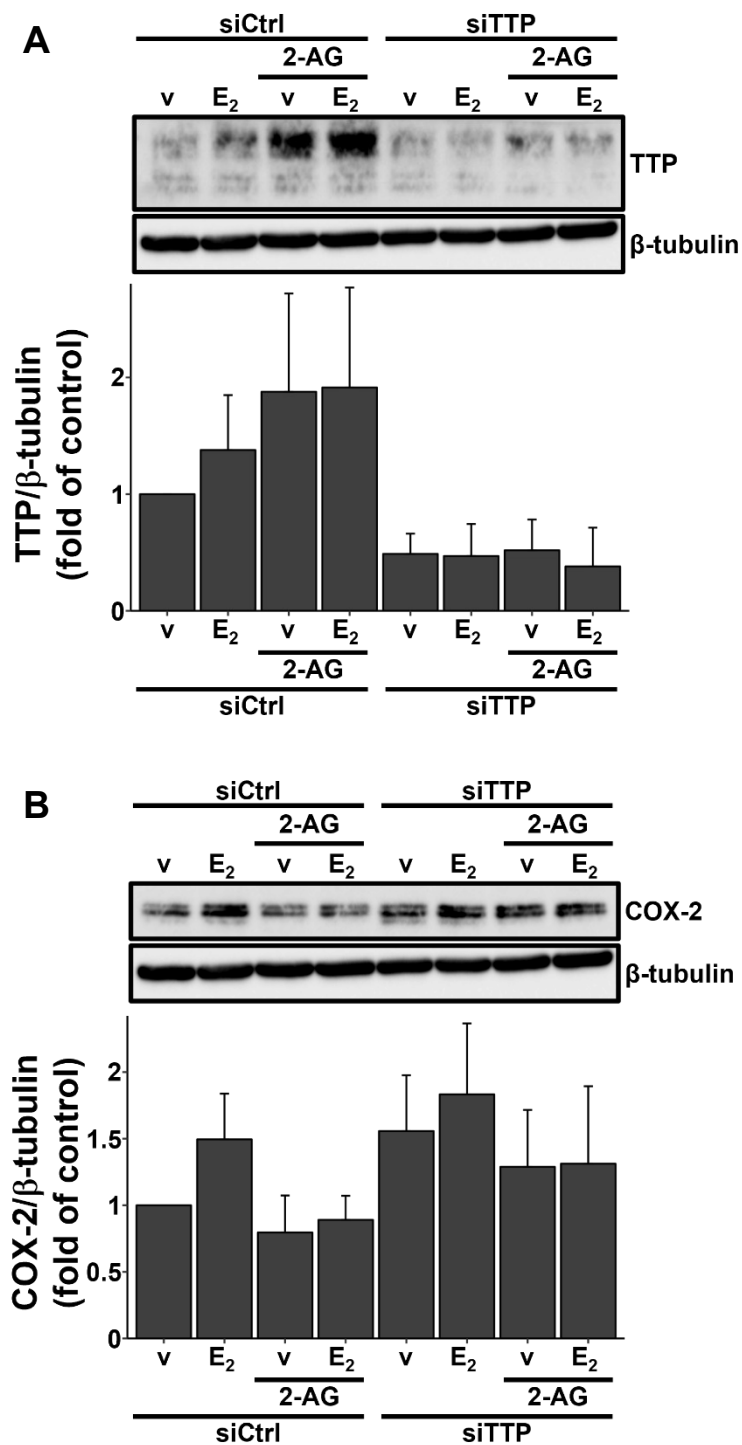 A
siCtrl siTTP
2-AG 2-AG
v E₂ v E₂ v E₂ v E₂
TTP
β-tubulin
TTP/β-tubulin
(fold of control)
2
1
0
v E₂ v E₂ v E₂ v E₂
2-AG 2-AG
siCtrl siTTP
B
siCtrl siTTP
2-AG 2-AG
v E₂ v E₂ v E₂ v E₂
COX-2
β-tubulin
COX-2/β-tubulin
(fold of control)
2
1.5
1
0.5
0
v E₂ v E₂ v E₂ v E₂
2-AG 2-AG
siCtrl siTTP